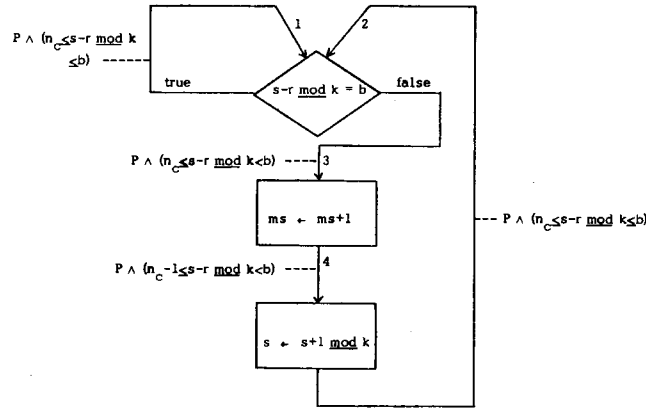 1
2
P ∧ (n_C ≤ s-r mod k
≤b)
true
s-r mod k = b
false
P ∧ (n_C ≤ s-r mod k<b)
3
ms ← ms+1
P ∧ (n_C ≤ s-r mod k≤b)
P ∧ (n_C -1≤s-r mod k<b)
4
s ← s+1 mod k